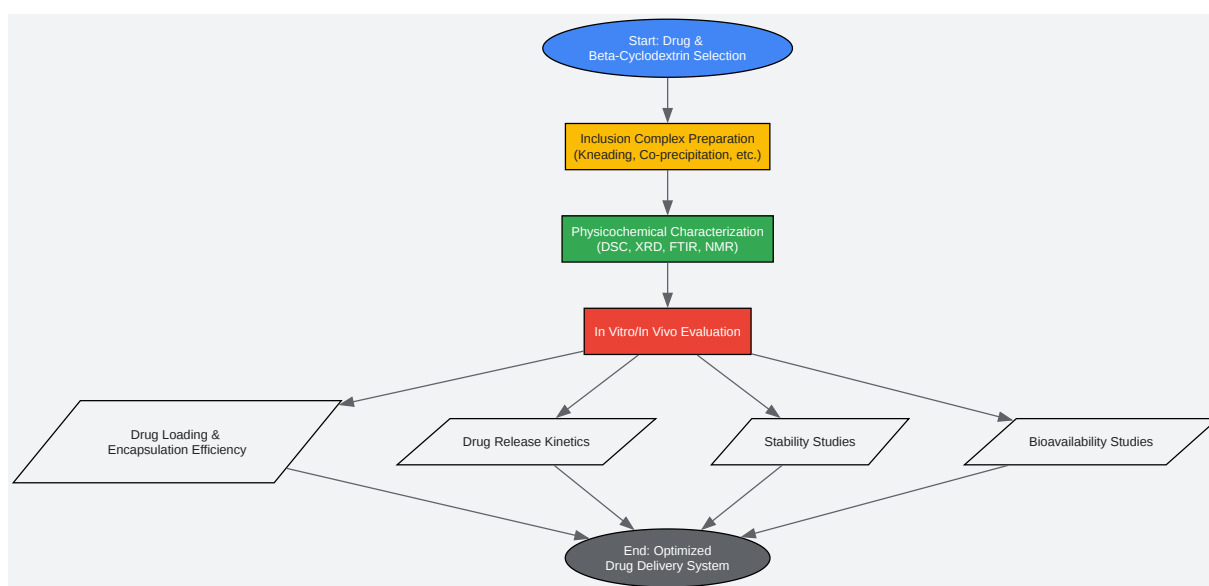 Start: Drug &
Beta-Cyclodextrin Selection
Inclusion Complex Preparation
(Kneading, Co-precipitation, etc.)
Physicochemical Characterization
(DSC, XRD, FTIR, NMR)
In Vitro/In Vivo Evaluation
Drug Loading &
Encapsulation Efficiency
Drug Release Kinetics
Stability Studies
Bioavailability Studies
End: Optimized
Drug Delivery System